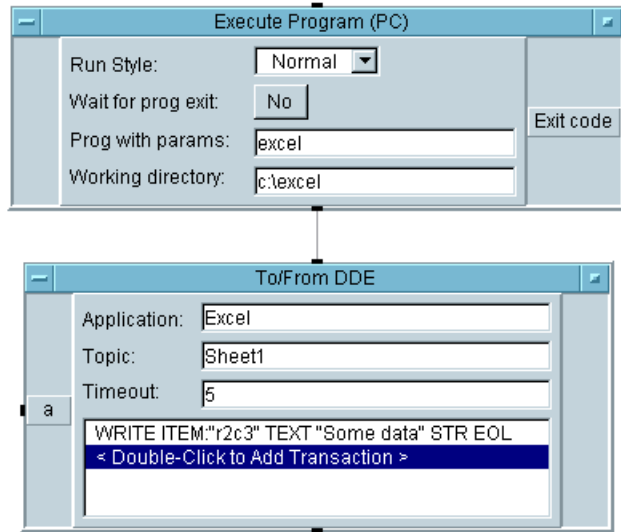 Execute Program (PC)
Run Style: Normal
Wait for prog exit: No
Exit code
Prog with params: excel
Working directory: c:\excel
To/From DDE
Application: Excel
Topic: Sheet1
Timeout: 5
a
WRITE ITEM:"r2c3" TEXT "Some data" STR EOL
< Double-Click to Add Transaction >